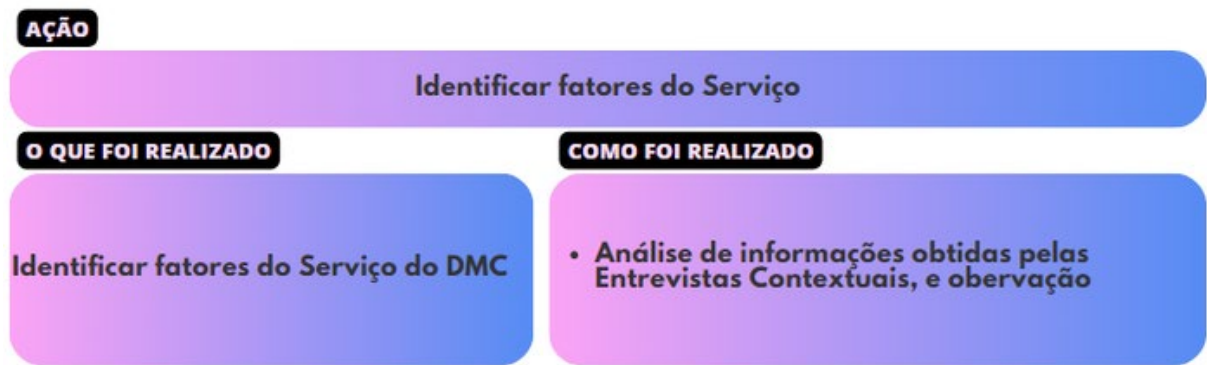 AÇÃO
Identificar fatores do Serviço
O QUE FOI REALIZADO
COMO FOI REALIZADO
Identificar fatores do Serviço do DMC
• Análise de informações obtidas pelas
Entrevistas Contextuais, e obervação